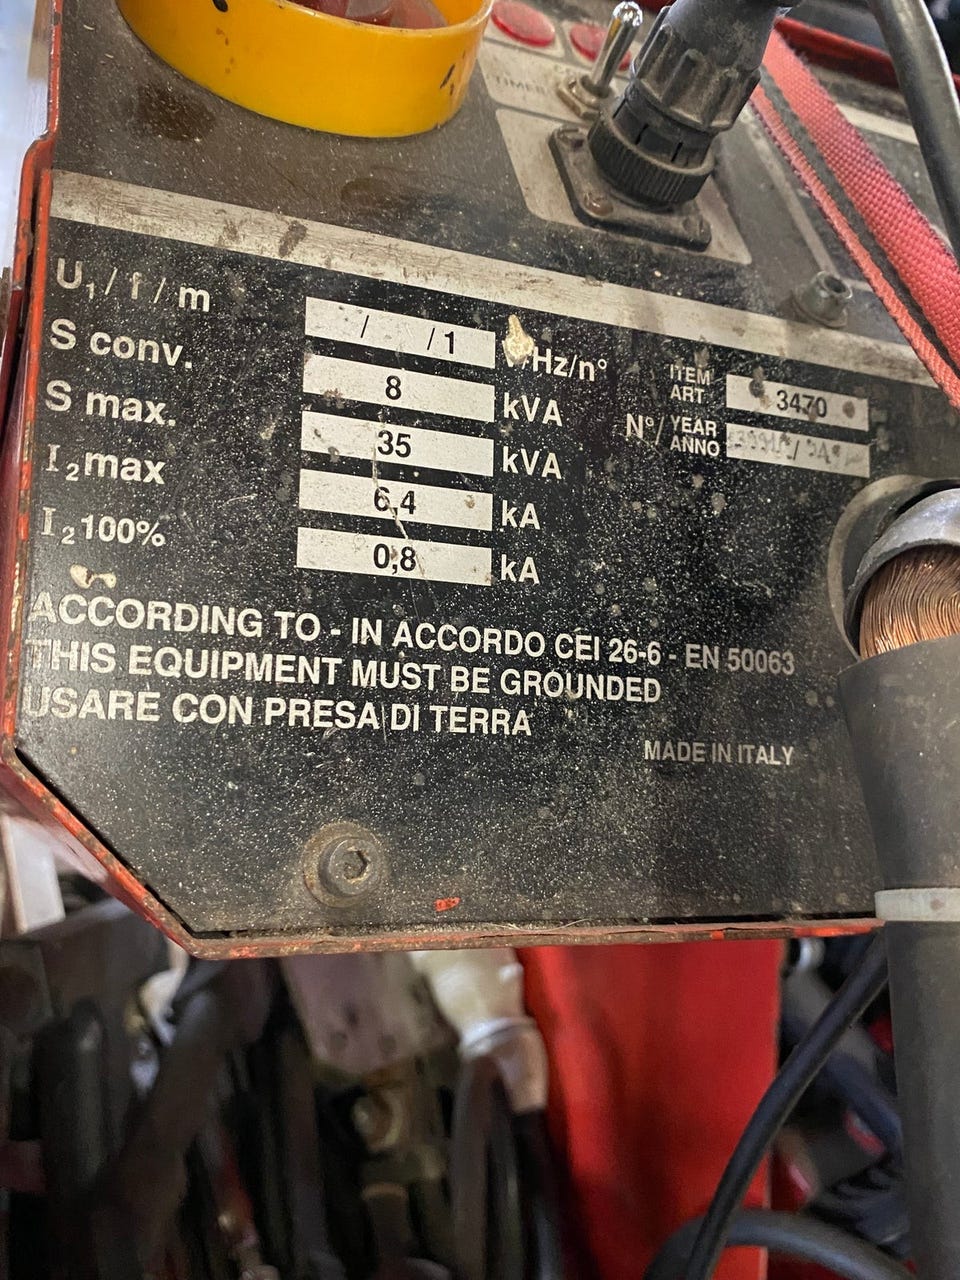 TIMER
U₁/f/m / /1 V/Hz/n°
S conv. 8 kVA
S max. 35 kVA
I₂max 6,4 kA
I₂100% 0,8 kA
ITEM
ART 3470
N°/ YEAR
ANNO
ACCORDING TO - IN ACCORDO CEI 26-6 - EN 50063
THIS EQUIPMENT MUST BE GROUNDED
USARE CON PRESA DI TERRA
MADE IN ITALY